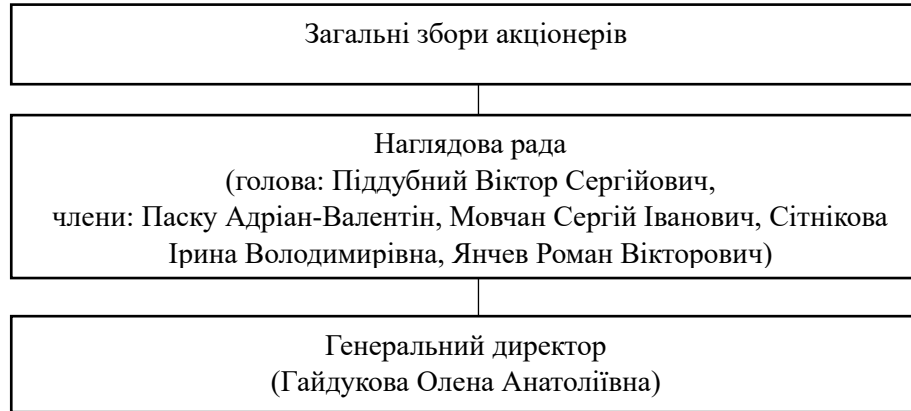 Загальні збори акціонерів
Наглядова рада
(голова: Піддубний Віктор Сергійович,
члени: Паску Адріан-Валентін, Мовчан Сергій Іванович, Сітнікова
Ірина Володимирівна, Янчев Роман Вікторович)
Генеральний директор
(Гайдукова Олена Анатоліївна)